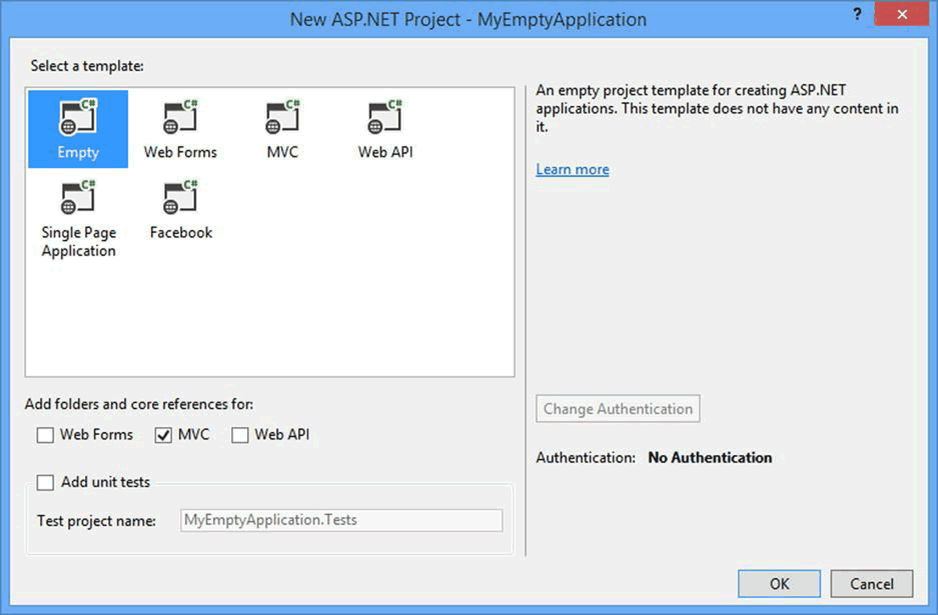 New ASP.NET Project - MyEmptyApplication
?
Select a template:
C# C# C# C#
Empty Web Forms MVC Web API
C# C#
Single Page Facebook
Application
An empty project template for creating ASP.NET
applications. This template does not have any content in
it.
Learn more
Add folders and core references for:
Web Forms MVC Web API
Add unit tests
Test project name: MyEmptyApplication.Tests
Change Authentication
Authentication: No Authentication
OK Cancel